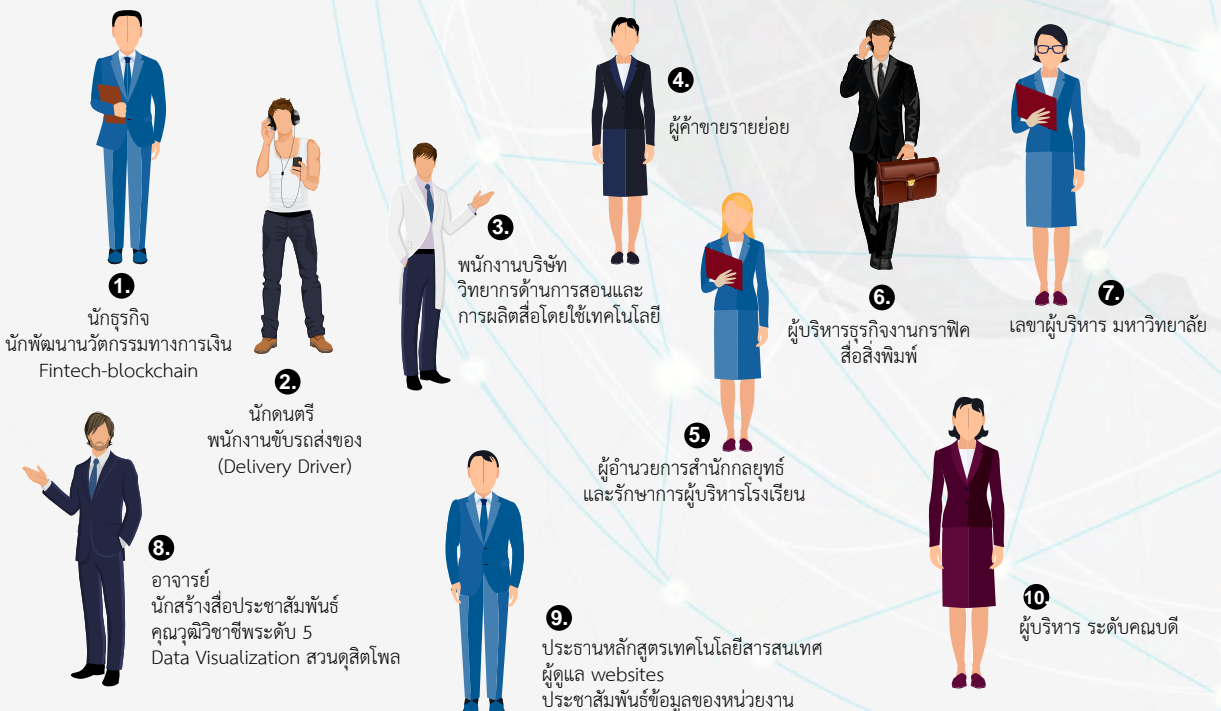 1.
นักธุรกิจ
นักพัฒนานวัตกรรมทางการเงิน
Fintech-blockchain
2.
นักดนตรี
พนักงานขับรถส่งของ
(Delivery Driver)
3.
พนักงานบริษัท
วิทยากรด้านการสอนและ
การผลิตสื่อโดยใช้เทคโนโลยี
4.
ผู้ค้าขายรายย่อย
5.
ผู้อำนวยการสำนักกลยุทธ์
และรักษาการผู้บริหารโรงเรียน
6.
ผู้บริหารธุรกิจงานกราฟิค
สื่อสิ่งพิมพ์
7.
เลขาผู้บริหาร มหาวิทยาลัย
8.
อาจารย์
นักสร้างสื่อประชาสัมพันธ์
คุณวุฒิวิชาชีพระดับ 5
Data Visualization สวนดุสิตโพล
9.
ประธานหลักสูตรเทคโนโลยีสารสนเทศ
ผู้ดูแล websites
ประชาสัมพันธ์ข้อมูลของหน่วยงาน
10.
ผู้บริหาร ระดับคณบดี